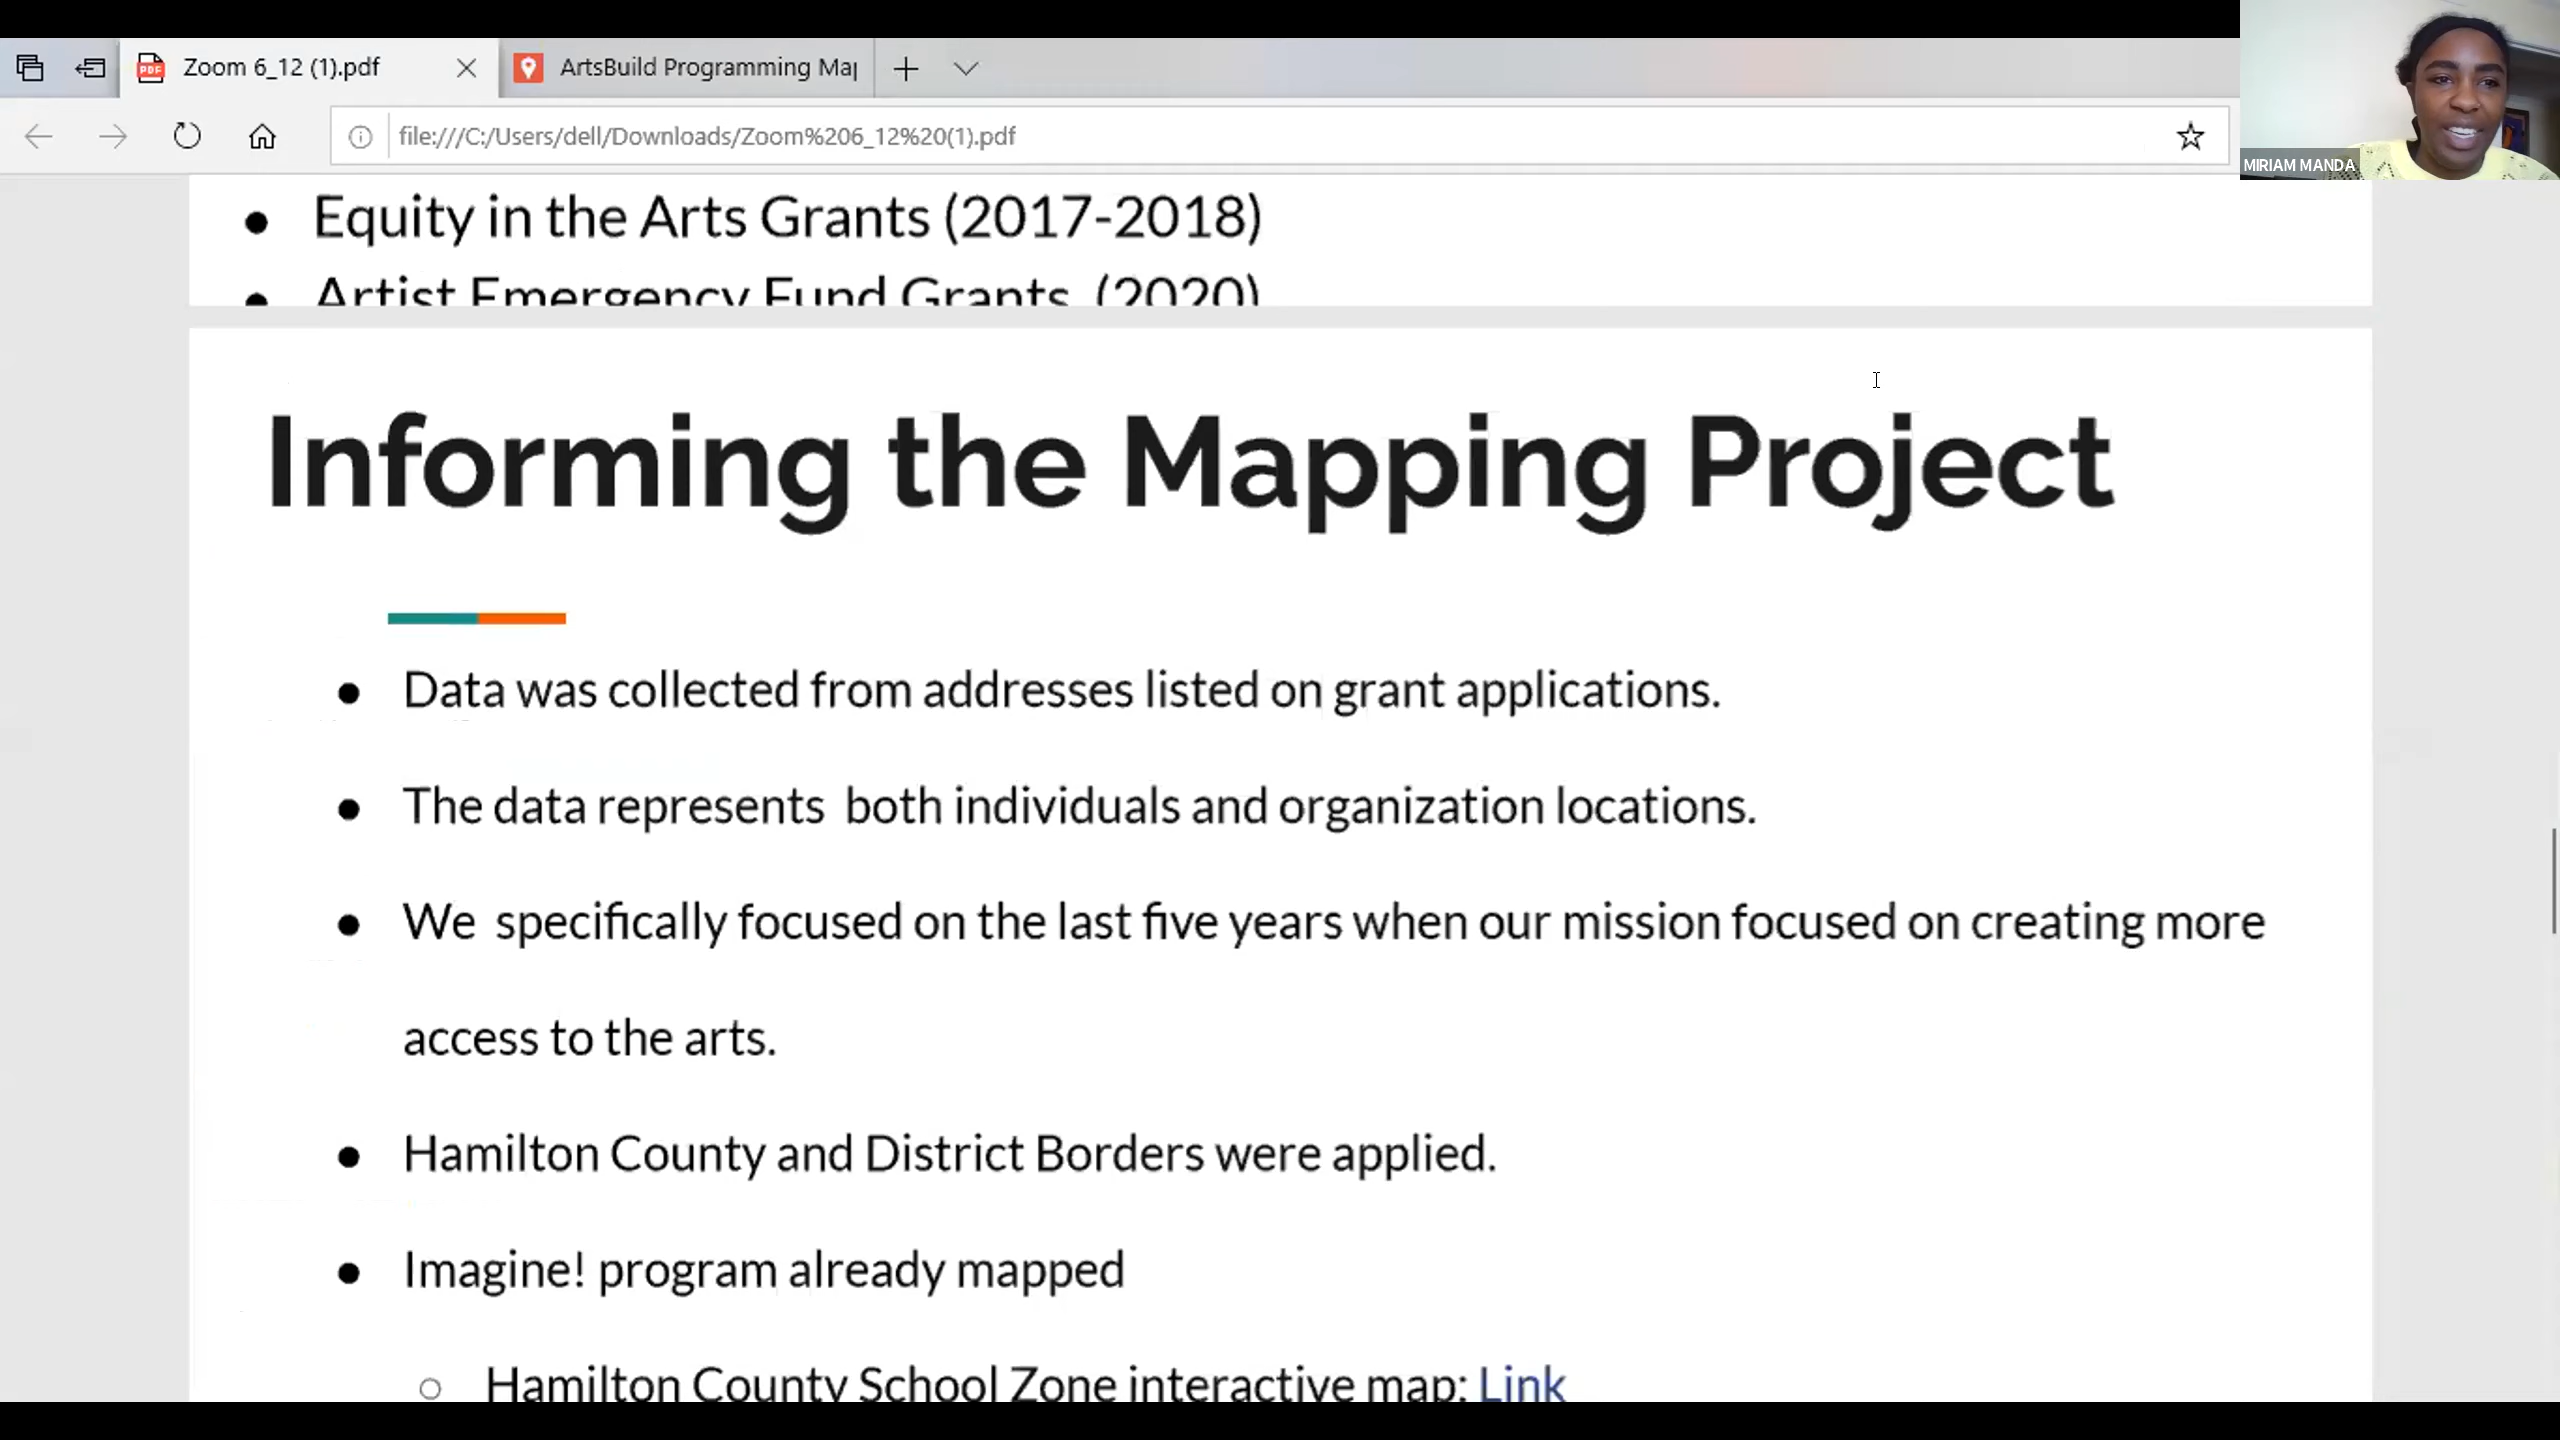 Zoom 6_12 (1).pdf
ArtsBuild Programming Map
file:///C:/Users/dell/Downloads/Zoom%206_12%20(1).pdf
MIRIAM MANDA
● Equity in the Arts Grants (2017-2018)
● Artist Emergency Fund Grants (2020)
Informing the Mapping Project
● Data was collected from addresses listed on grant applications.
● The data represents both individuals and organization locations.
● We specifically focused on the last five years when our mission focused on creating more
access to the arts.
● Hamilton County and District Borders were applied.
● Imagine! program already mapped
○ Hamilton County School Zone interactive map: Link